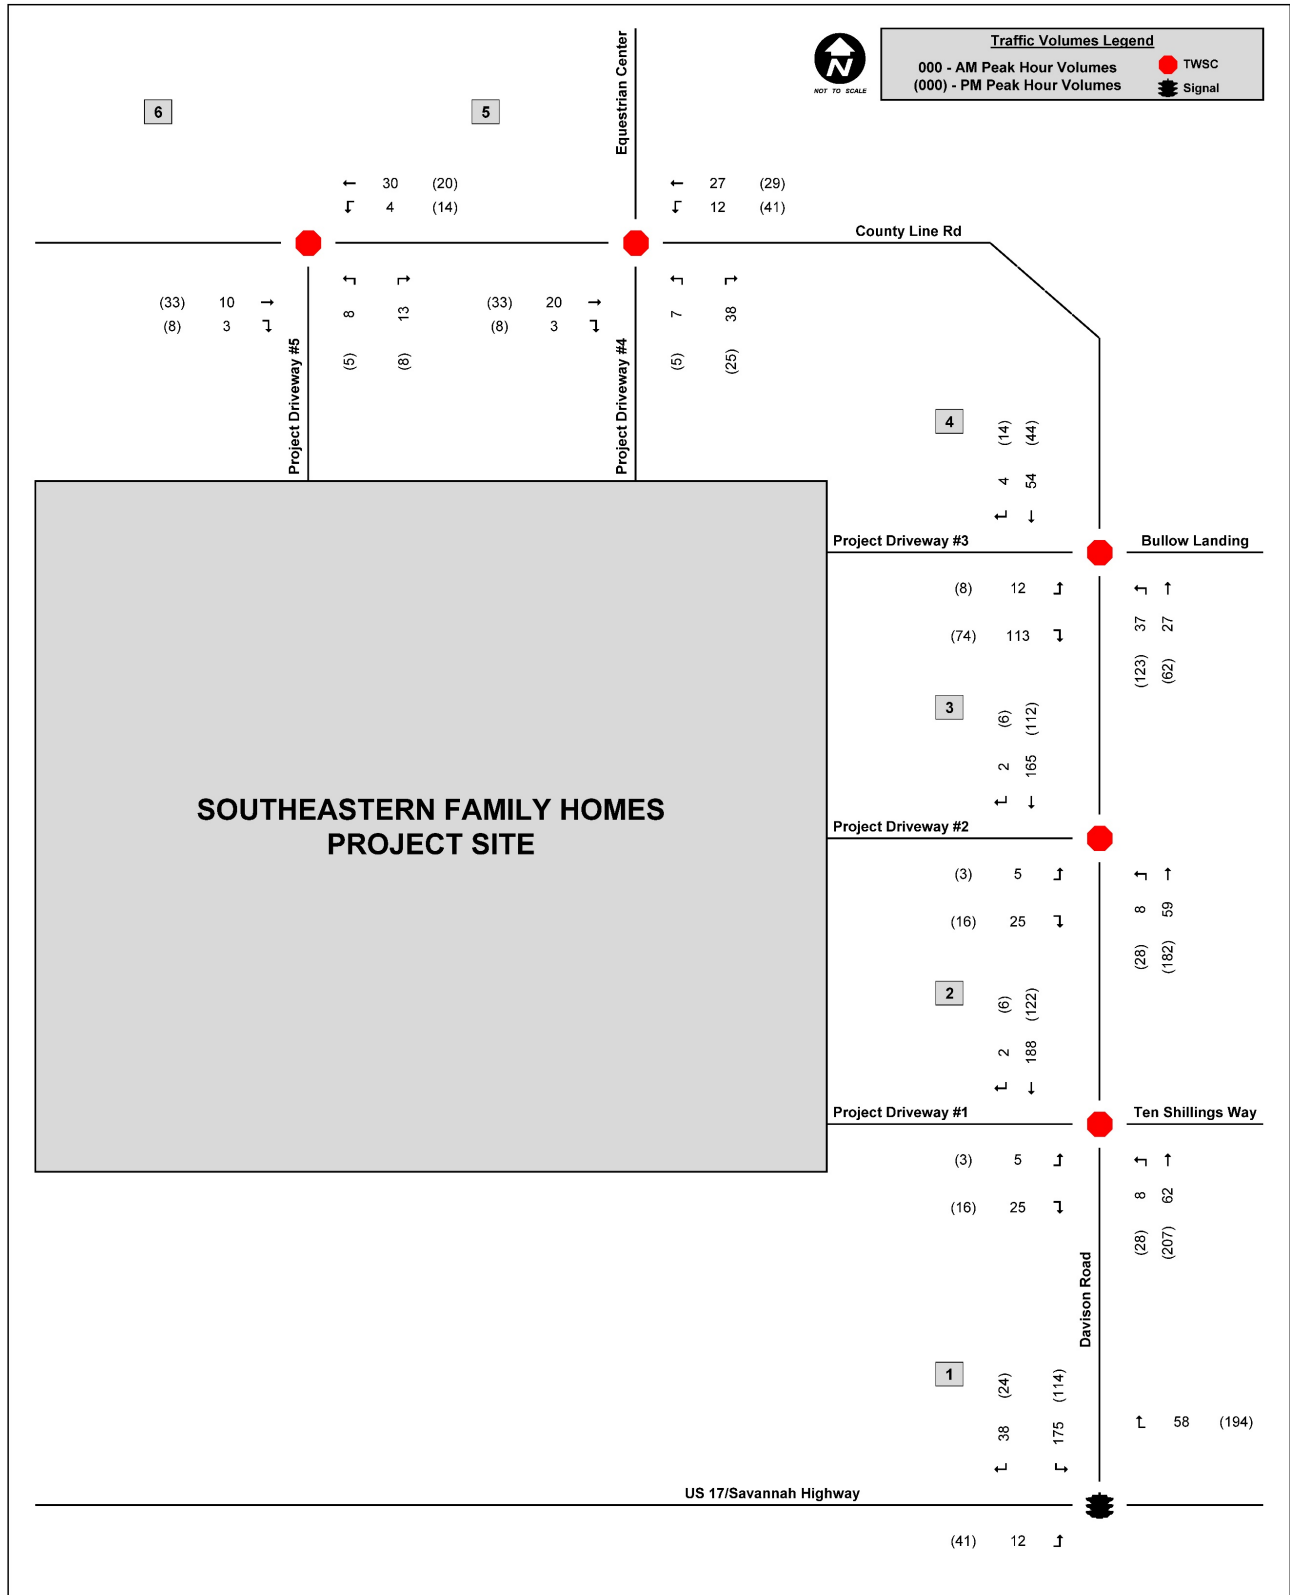 Traffic Volumes Legend
000 - AM Peak Hour Volumes
(000) - PM Peak Hour Volumes
TWSC
Signal
N
NOT TO SCALE
6
5
Equestrian Center
30 (20)
4 (14)
27 (29)
12 (41)
County Line Rd
(33) 10
(8) 3
8 13
(5) (8)
Project Driveway #5
(33) 20
(8) 3
7 38
(5) (25)
Project Driveway #4
4
(14) (44)
4 54
Project Driveway #3
Bullow Landing
(8) 12
(74) 113
37 27
(123) (62)
3
(6) (112)
2 165
SOUTHEASTERN FAMILY HOMES
PROJECT SITE
Project Driveway #2
(3) 5
(16) 25
8 59
(28) (182)
2
(6) (122)
2 188
Project Driveway #1
Ten Shillings Way
(3) 5
(16) 25
8 62
(28) (207)
Davison Road
1
(24) (114)
38 175
58 (194)
US 17/Savannah Highway
(41) 12